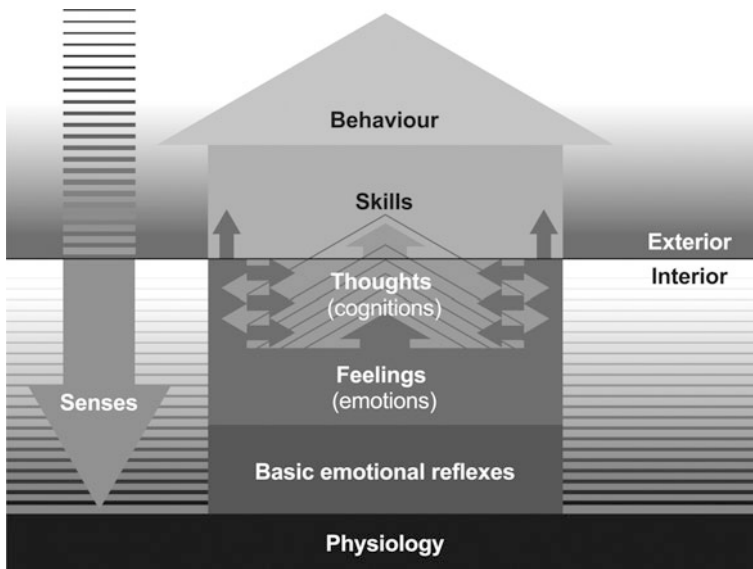 Behaviour
Skills
Exterior
Interior
Thoughts
(cognitions)
Feelings
(emotions)
Senses
Basic emotional reflexes
Physiology